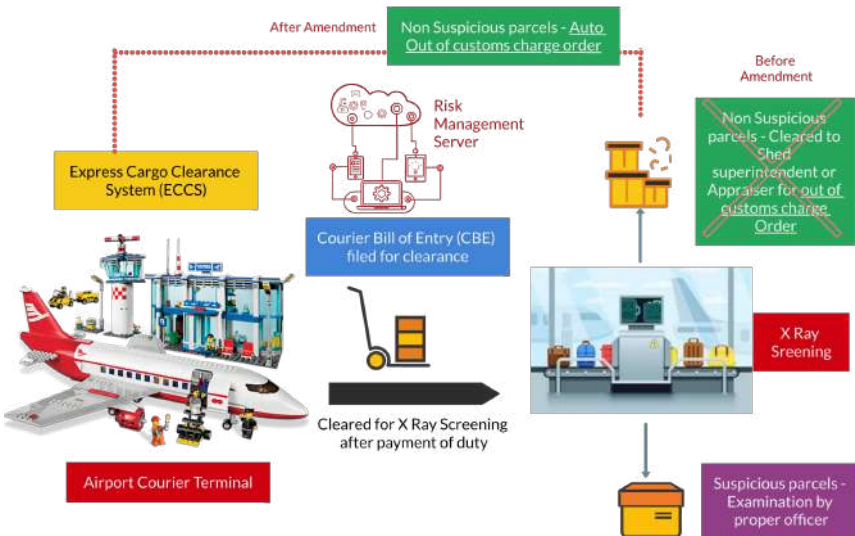 After Amendment
Non Suspicious parcels - Auto
Out of customs charge order
Before
Amendment
Risk
Management
Server
Non Suspicious
parcels - Cleared to
Shed
superintendent or
Appraiser for out of
customs charge
Order
Express Cargo Clearance
System (ECCS)
Courier Bill of Entry (CBE)
filed for clearance
X Ray
Sreening
Cleared for X Ray Screening
after payment of duty
Airport Courier Terminal
Suspicious parcels -
Examination by
proper officer